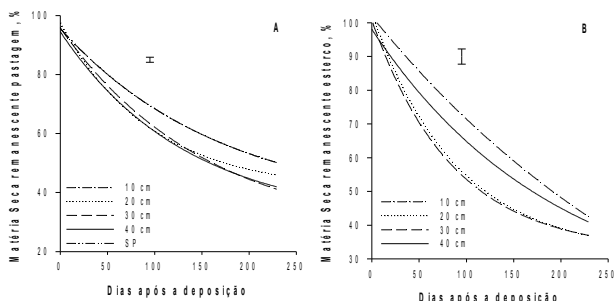 A
Matéria Seca remanescente pastagem, %
100
80
60
40
20
10 cm
20 cm
30 cm
40 cm
SP
0 50 100 150 200 250
Dias após a deposição
B
Matéria Seca remanescente esterco, %
100
90
80
70
60
50
40
30
10 cm
20 cm
30 cm
40 cm
0 50 100 150 200 250
Dias após a deposição